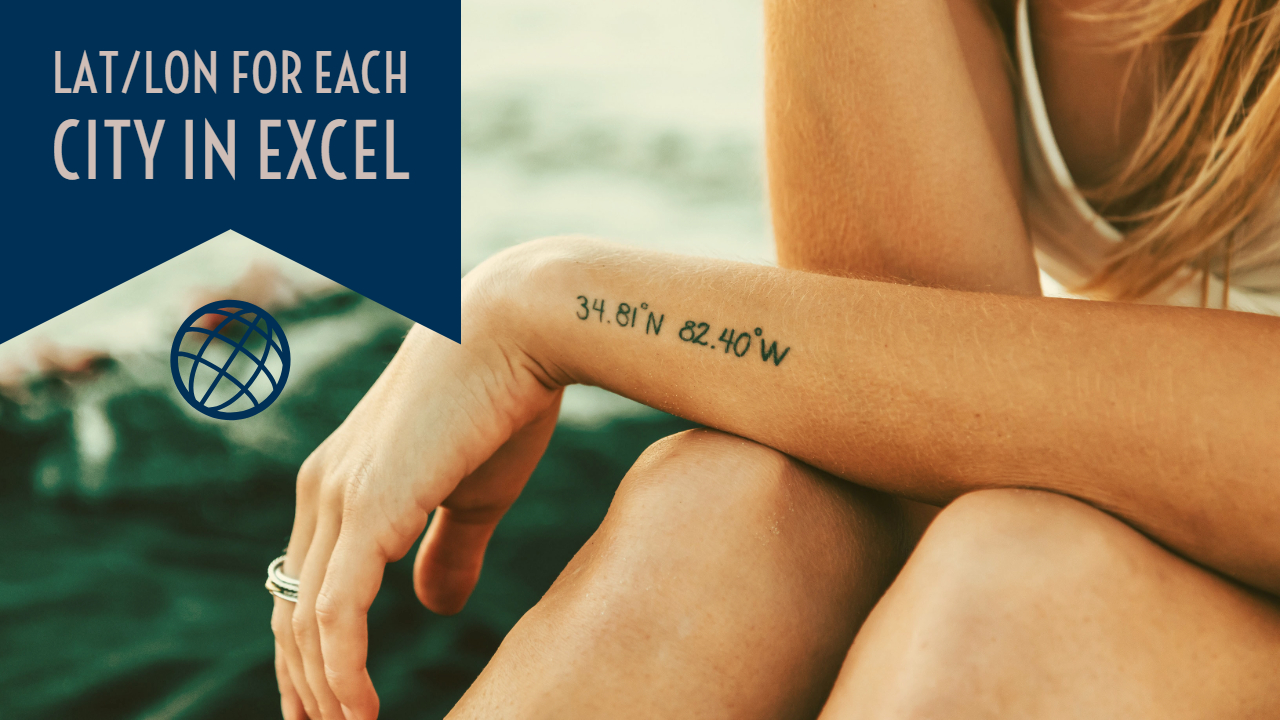 LAT/LON FOR EACH
CITY IN EXCEL
34.81°N 82.40°W